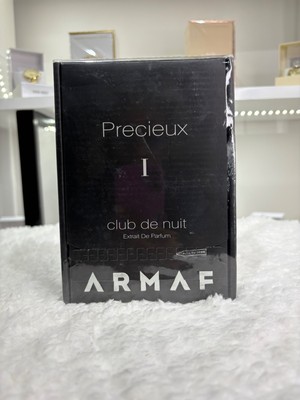 Precieux
I
club de nuit
Extrait De Parfum
ARMAF